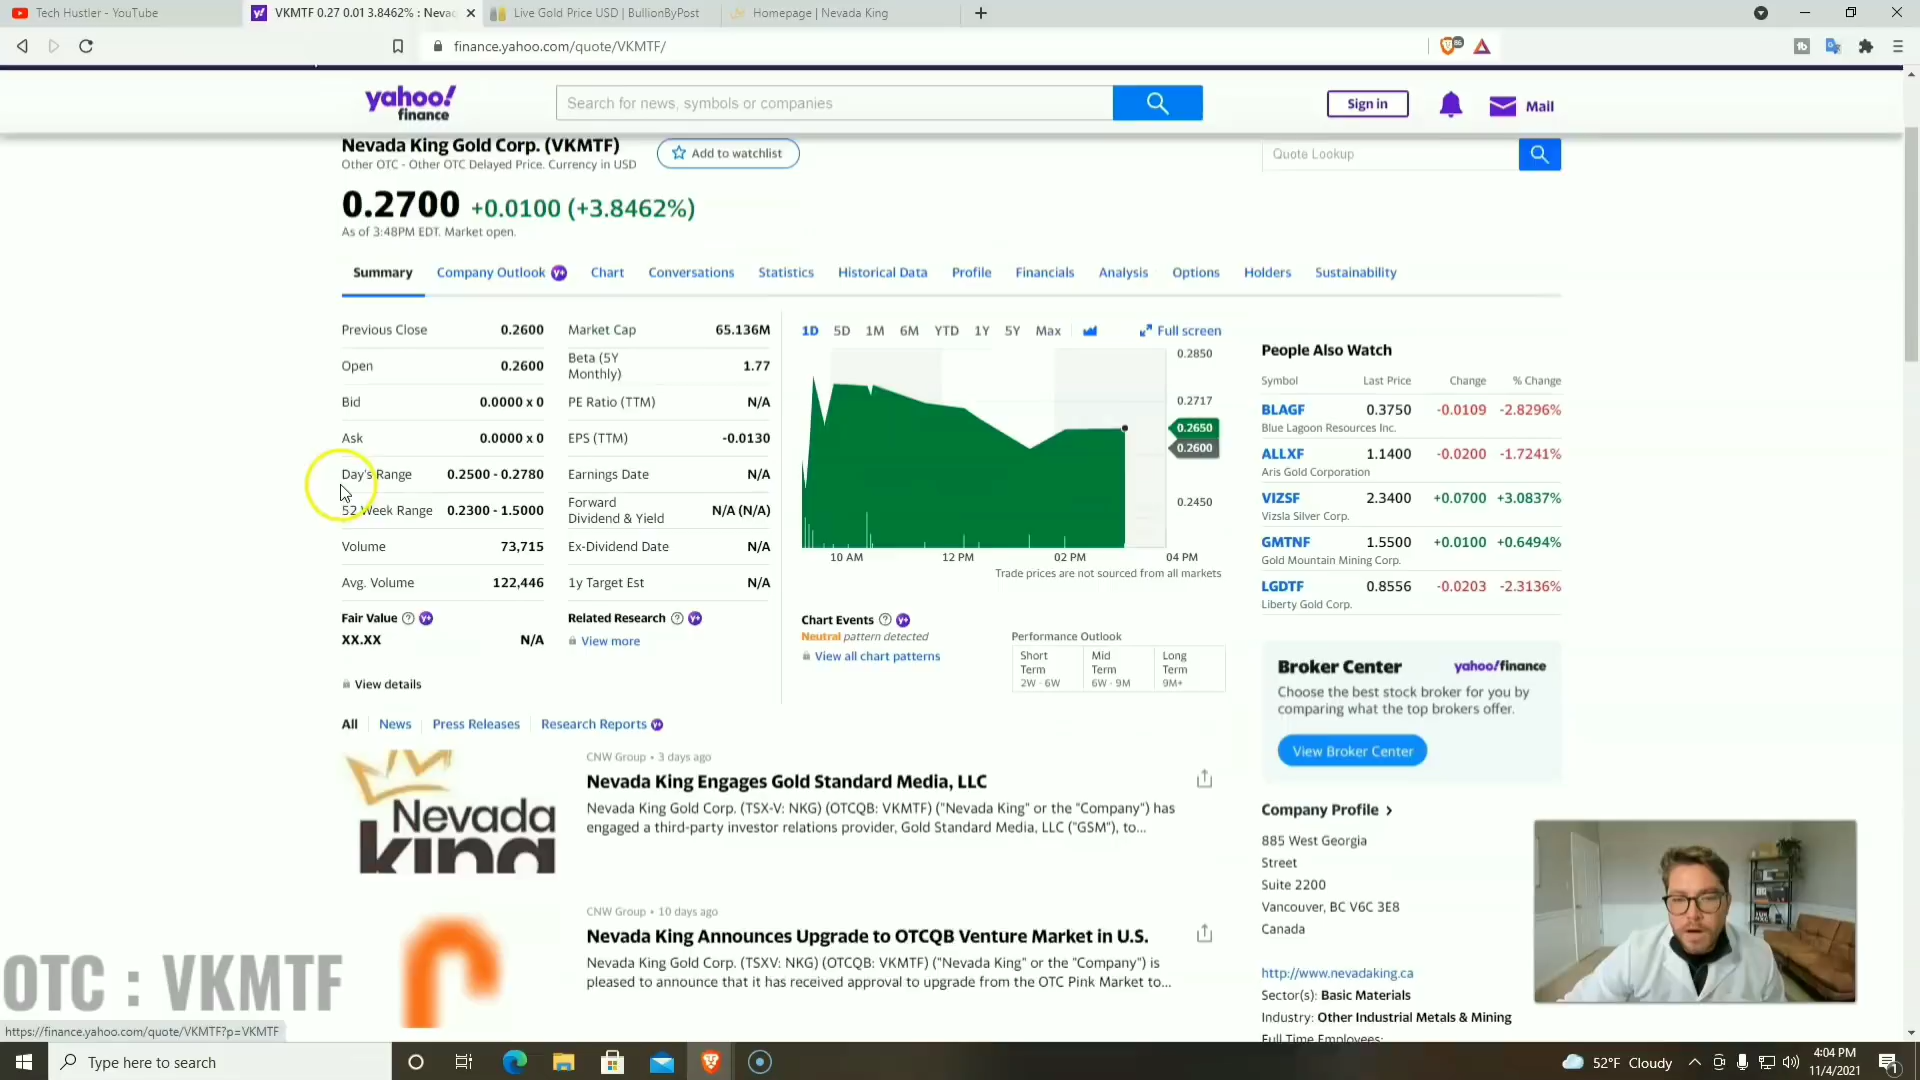 Tech Hustler - YouTube
VKMTF 0.27 0.01 3.8462% : Neva
Live Gold Price USD | BullionByPost
Homepage | Nevada King
finance.yahoo.com/quote/VKMTF/
86
yahoo!
finance
Search for news, symbols or companies
Sign in
Mail
Nevada King Gold Corp. (VKMTF)
Other OTC - Other OTC Delayed Price. Currency in USD
Add to watchlist
Quote Lookup
0.2700 +0.0100 (+3.8462%)
As of 3:48PM EDT. Market open.
Summary Company Outlook Y+ Chart Conversations Statistics Historical Data Profile Financials Analysis Options Holders Sustainability
Previous Close 0.2600
Open 0.2600
Bid 0.0000 x 0
Ask 0.0000 x 0
Day's Range 0.2500 - 0.2780
52 Week Range 0.2300 - 1.5000
Volume 73,715
Avg. Volume 122,446
Market Cap 65.136M
Beta (5Y
Monthly) 1.77
PE Ratio (TTM) N/A
EPS (TTM) -0.0130
Earnings Date N/A
Forward
Dividend & Yield N/A (N/A)
Ex-Dividend Date N/A
1y Target Est N/A
Fair Value Y+
XX.XX N/A
View details
Related Research Y+
View more
1D 5D 1M 6M YTD 1Y 5Y Max Full screen
0.2850
0.2717
0.2650
0.2600
0.2450
10 AM 12 PM 02 PM 04 PM
Trade prices are not sourced from all markets
Chart Events Y+
Neutral pattern detected
View all chart patterns
Performance Outlook
Short
Term
2W - 6W
Mid
Term
6W - 9M
Long
Term
9M+
People Also Watch
Symbol Last Price Change % Change
BLAGF 0.3750 -0.0109 -2.8296%
Blue Lagoon Resources Inc.
ALLXF 1.1400 -0.0200 -1.7241%
Aris Gold Corporation
VIZSF 2.3400 +0.0700 +3.0837%
Vizsla Silver Corp.
GMTNF 1.5500 +0.0100 +0.6494%
Gold Mountain Mining Corp.
LGDTF 0.8556 -0.0203 -2.3136%
Liberty Gold Corp.
Broker Center yahoo!finance
Choose the best stock broker for you by
comparing what the top brokers offer.
View Broker Center
All News Press Releases Research Reports Y+
CNW Group • 3 days ago
Nevada King Engages Gold Standard Media, LLC
Nevada King Gold Corp. (TSX-V: NKG) (OTCQB: VKMTF) ("Nevada King" or the "Company") has
engaged a third-party investor relations provider, Gold Standard Media, LLC ("GSM"), to...
Nevada
king
CNW Group • 10 days ago
Nevada King Announces Upgrade to OTCQB Venture Market in U.S.
Nevada King Gold Corp. (TSXV: NKG) (OTCQB: VKMTF) ("Nevada King" or the "Company") is
pleased to announce that it has received approval to upgrade from the OTC Pink Market to...
Company Profile
885 West Georgia
Street
Suite 2200
Vancouver, BC V6C 3E8
Canada
http://www.nevadaking.ca
Sector(s): Basic Materials
Industry: Other Industrial Metals & Mining
Full Time Employees:
OTC : VKMTF
https://finance.yahoo.com/quote/VKMTF?p=VKMTF
Type here to search
52°F Cloudy
4:04 PM
11/4/2021
1